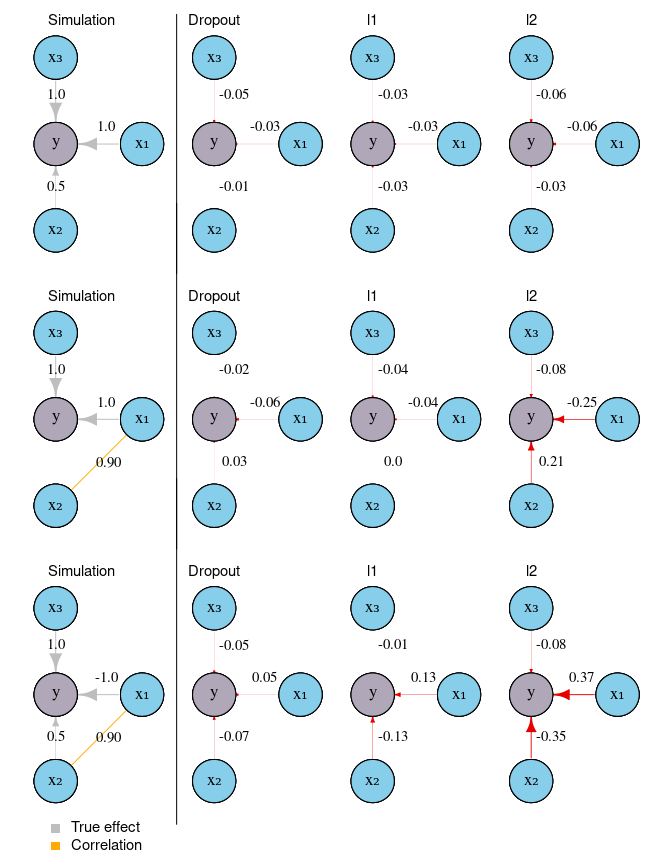 Simulation Dropout l1 l2
x₃ x₃ x₃ x₃
1.0 -0.05 -0.03 -0.06
1.0 -0.03 -0.03 -0.06
y x₁ y x₁ y x₁ y x₁
0.5 -0.01 -0.03 -0.03
x₂ x₂ x₂ x₂
Simulation Dropout l1 l2
x₃ x₃ x₃ x₃
1.0 -0.02 -0.04 -0.08
1.0 -0.06 -0.04 -0.25
y x₁ y x₁ y x₁ y x₁
0.90 0.03 0.0 0.21
x₂ x₂ x₂ x₂
Simulation Dropout l1 l2
x₃ x₃ x₃ x₃
1.0 -0.05 -0.01 -0.08
-1.0 0.05 0.13 0.37
y x₁ y x₁ y x₁ y x₁
0.5 0.90 -0.07 -0.13 -0.35
x₂ x₂ x₂ x₂
True effect
Correlation